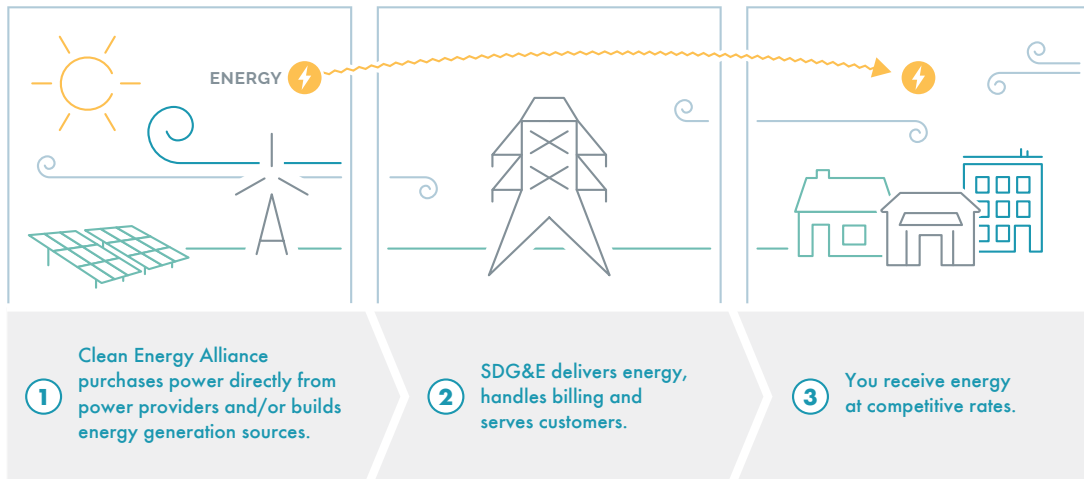 ENERGY
1
Clean Energy Alliance
purchases power directly from
power providers and/or builds
energy generation sources.
2
SDG&E delivers energy,
handles billing and
serves customers.
3
You receive energy
at competitive rates.